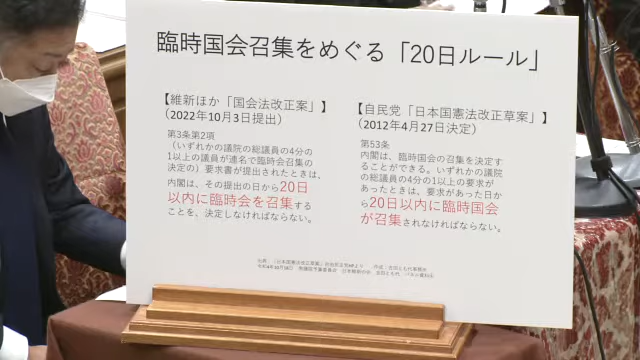 臨時国会召集をめぐる「20日ルール」
【維新ほか「国会法改正案」】
（2022年10月3日提出）
第3条第2項
（いずれかの議院の総議員の4分の
1以上の議員が連名で臨時会召集の
決定の）要求書が提出されたときは、
内閣は、その提出の日から20日
以内に臨時会を召集する
ことを、決定しなければならない。
【自民党「日本国憲法改正草案」】
（2012年4月27日決定）
第53条
内閣は、臨時国会の召集を決定す
ることができる。いずれかの議院
の総議員の4分の1以上の要求が
あったときは、要求があった日か
ら20日以内に臨時国会
が召集されなければならない。